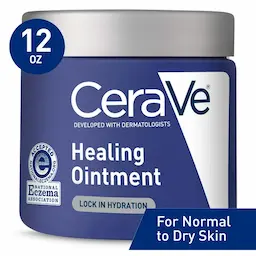 12
OZ
CeraVe
DEVELOPED WITH DERMATOLOGISTS
ACCEPTED
e
NATIONAL
Eczema
ASSOCIATION
Healing
Ointment
LOCK IN HYDRATION
For Normal
to Dry Skin